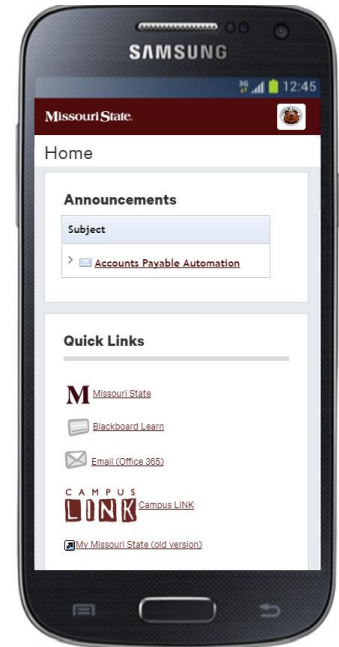 SAMSUNG
3G 12:45
Missouri State.
Home
Announcements
Subject
Accounts Payable Automation
Quick Links
M Missouri State
Blackboard Learn
Email (Office 365)
CAMPUS
LINK Campus LINK
My Missouri State (old version)